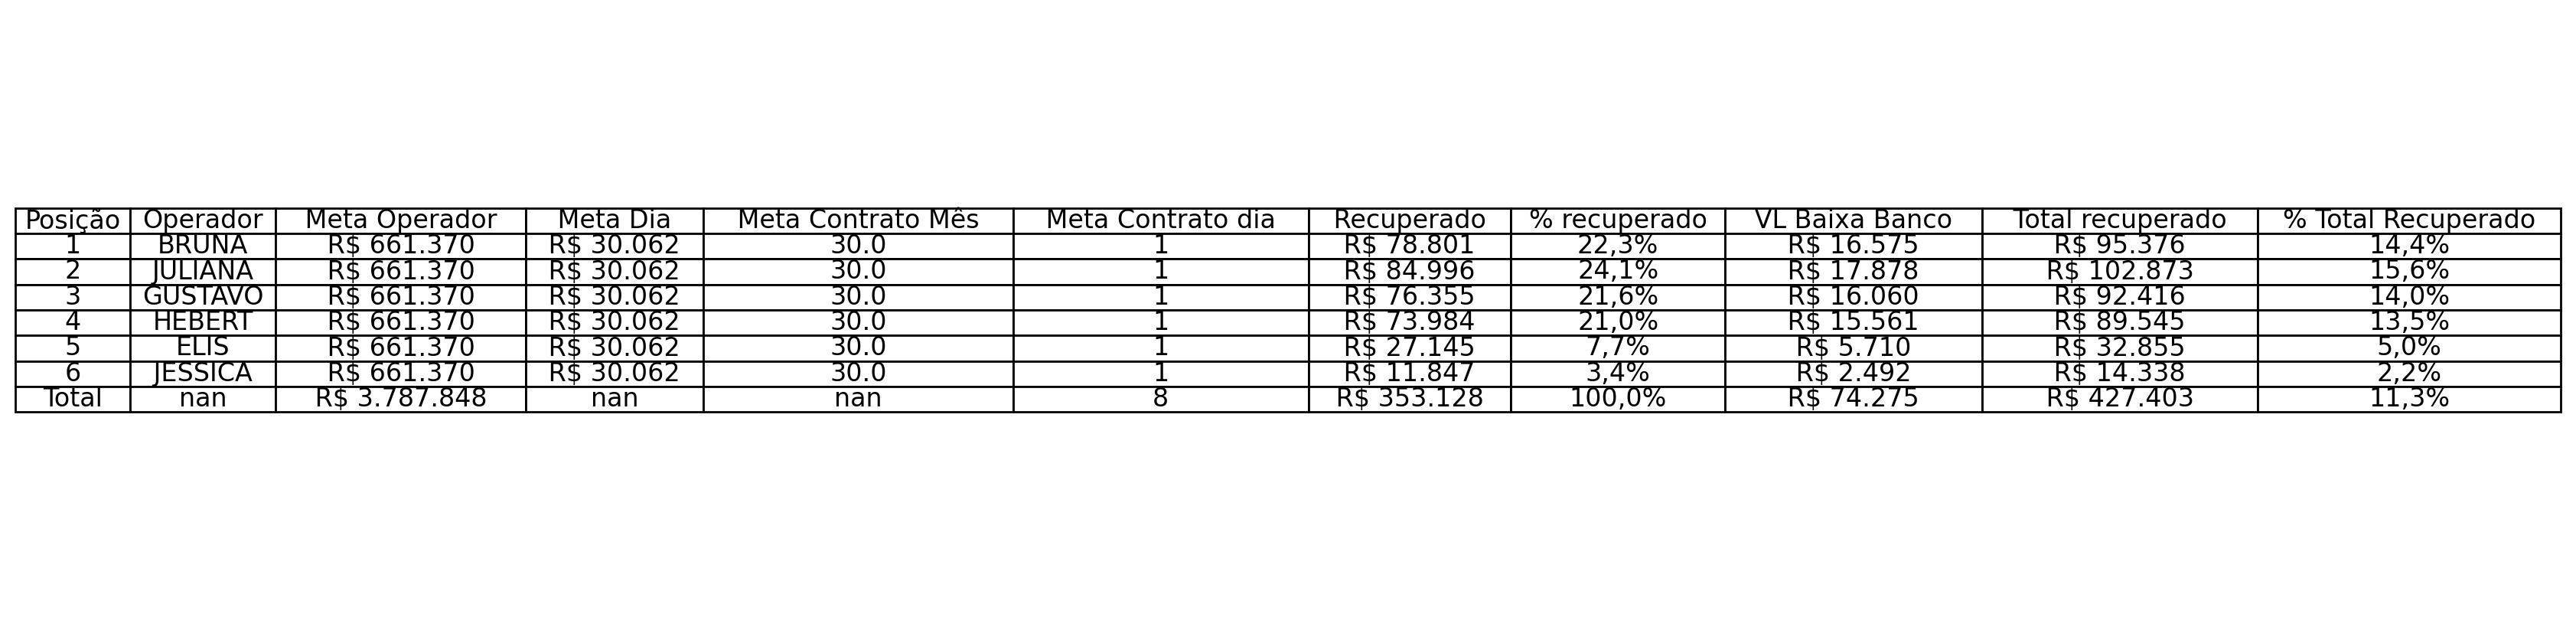 Posição Operador Meta Operador Meta Dia Meta Contrato Mês Meta Contrato dia Recuperado % recuperado VL Baixa Banco Total recuperado % Total Recuperado
1 BRUNA R$ 661.370 R$ 30.062 30.0 1 R$ 78.801 22,3% R$ 16.575 R$ 95.376 14,4%
2 JULIANA R$ 661.370 R$ 30.062 30.0 1 R$ 84.996 24,1% R$ 17.878 R$ 102.873 15,6%
3 GUSTAVO R$ 661.370 R$ 30.062 30.0 1 R$ 76.355 21,6% R$ 16.060 R$ 92.416 14,0%
4 HEBERT R$ 661.370 R$ 30.062 30.0 1 R$ 73.984 21,0% R$ 15.561 R$ 89.545 13,5%
5 ELIS R$ 661.370 R$ 30.062 30.0 1 R$ 27.145 7,7% R$ 5.710 R$ 32.855 5,0%
6 JESSICA R$ 661.370 R$ 30.062 30.0 1 R$ 11.847 3,4% R$ 2.492 R$ 14.338 2,2%
Total nan R$ 3.787.848 nan nan 8 R$ 353.128 100,0% R$ 74.275 R$ 427.403 11,3%